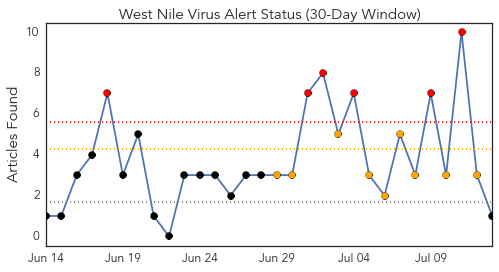 West Nile Virus Alert Status (30-Day Window)
Articles Found
10
8
6
4
2
0
Jun 14 Jun 19 Jun 24 Jun 29 Jul 04 Jul 09